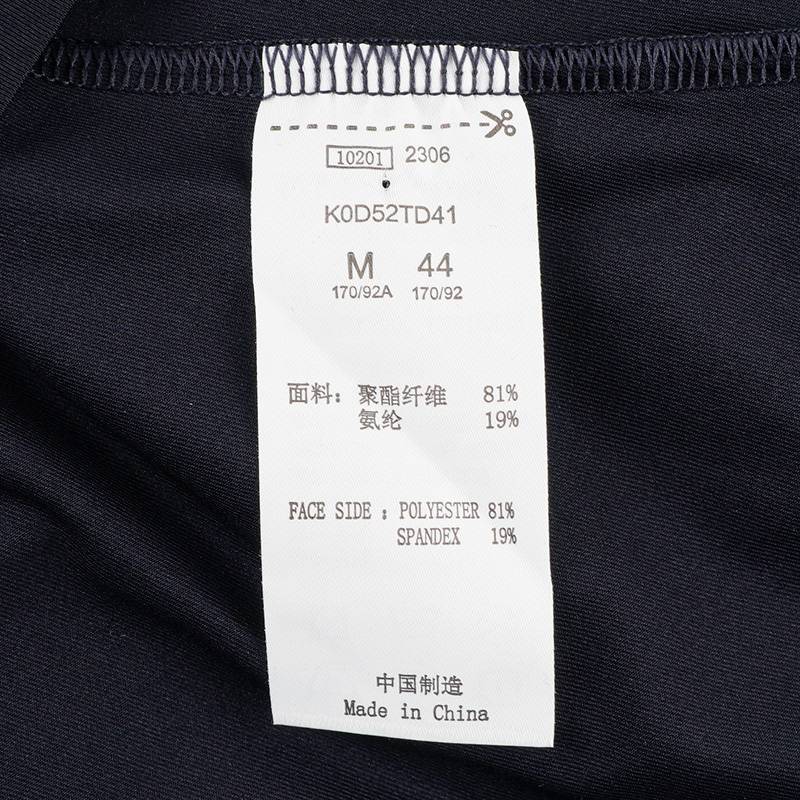 10201 2306
K0D52TD41
M 44
170/92A 170/92
面料：聚酯纤维 81%
氨纶 19%
FACE SIDE : POLYESTER 81%
SPANDEX 19%
中国制造
Made in China